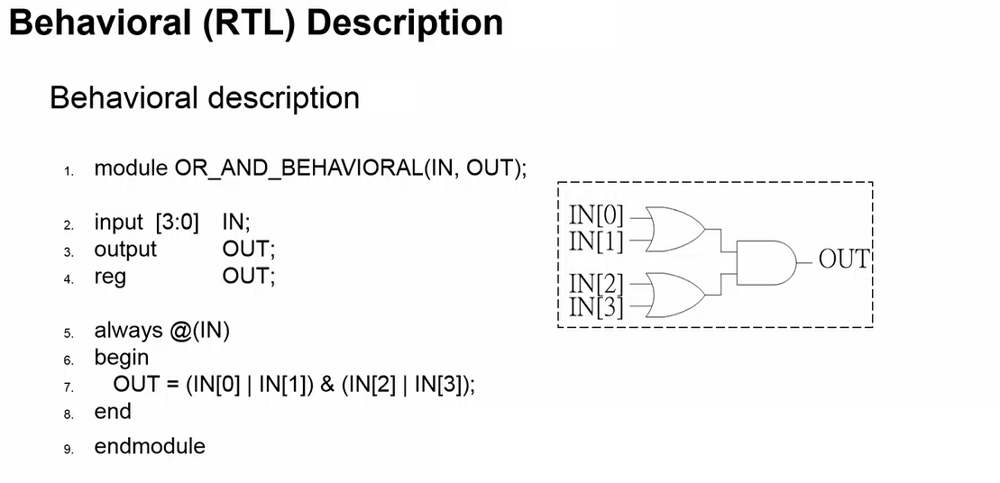 Behavioral (RTL) Description
Behavioral description
1. module OR_AND_BEHAVIORAL(IN, OUT);
2. input [3:0] IN;
3. output OUT;
4. reg OUT;
5. always @(IN)
6. begin
7. OUT = (IN[0] | IN[1]) & (IN[2] | IN[3]);
8. end
9. endmodule
IN[0]
IN[1]
IN[2]
IN[3]
OUT